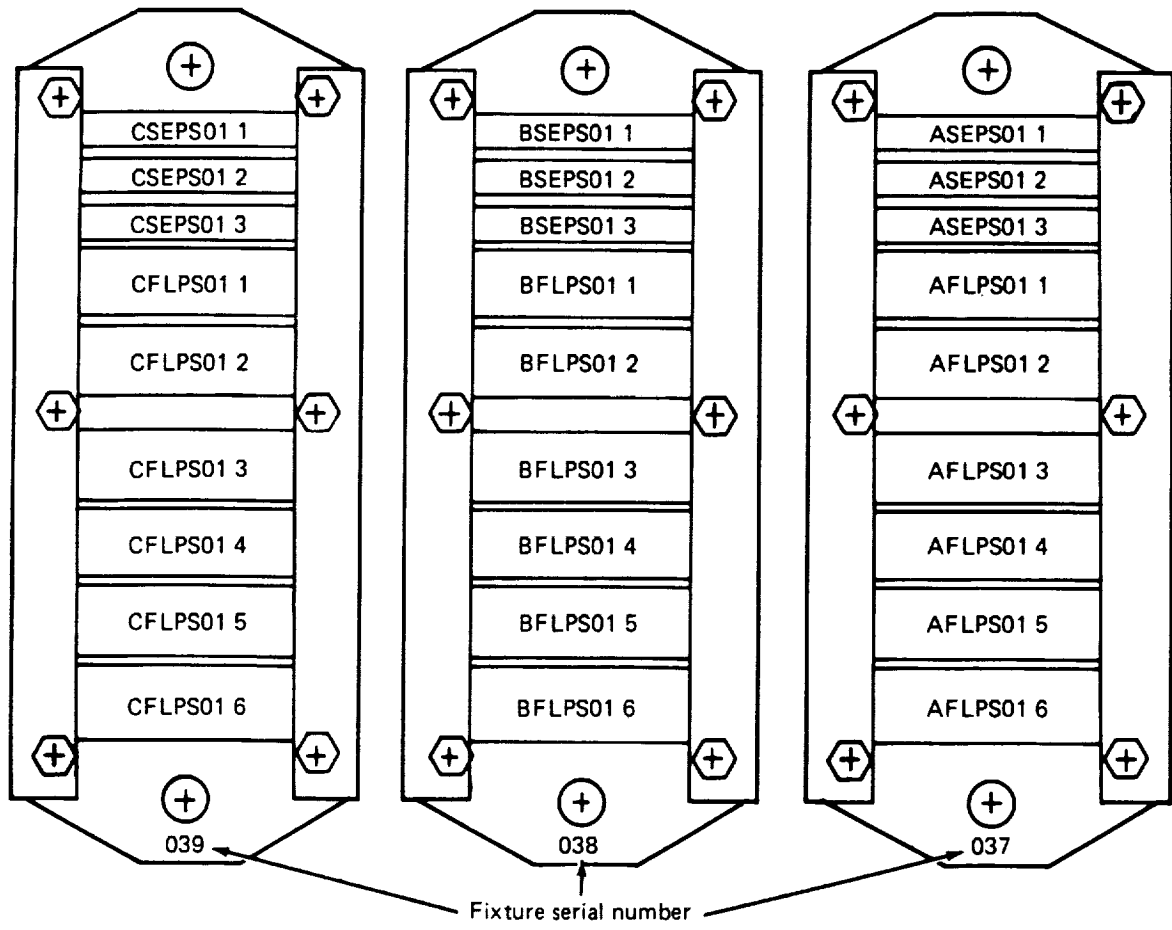 CSEPS01 1
CSEPS01 2
CSEPS01 3
CFLPS01 1
CFLPS01 2
CFLPS01 3
CFLPS01 4
CFLPS01 5
CFLPS01 6
039
BSEPS01 1
BSEPS01 2
BSEPS01 3
BFLPS01 1
BFLPS01 2
BFLPS01 3
BFLPS01 4
BFLPS01 5
BFLPS01 6
038
ASEPS01 1
ASEPS01 2
ASEPS01 3
AFLPS01 1
AFLPS01 2
AFLPS01 3
AFLPS01 4
AFLPS01 5
AFLPS01 6
037
Fixture serial number